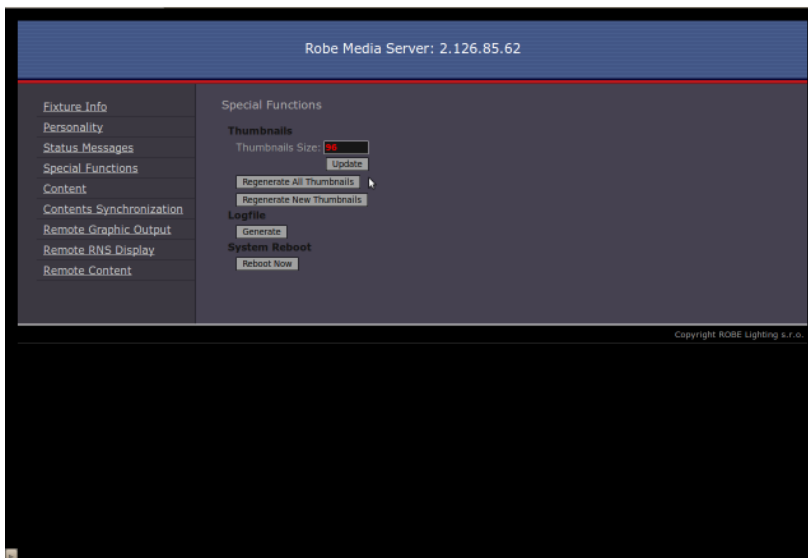 Robe Media Server: 2.126.85.62
Fixture Info
Personality
Status Messages
Special Functions
Content
Contents Synchronization
Remote Graphic Output
Remote RNS Display
Remote Content
Special Functions
Thumbnails
Thumbnails Size: 96
Update
Regenerate All Thumbnails
Regenerate New Thumbnails
Logfile
Generate
System Reboot
Reboot Now
Copyright ROBE Lighting s.r.o.